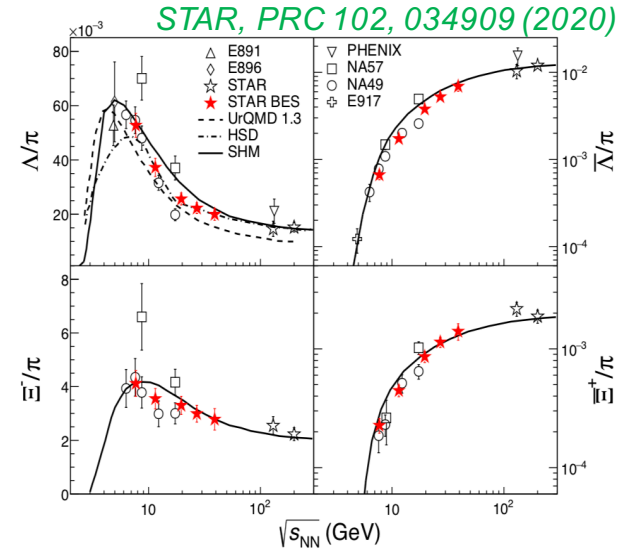 STAR, PRC 102, 034909 (2020)
×10⁻³
80
60
40
20
Λ/π
E891
E896
STAR
STAR BES
UrQMD 1.3
HSD
SHM
PHENIX
NA57
NA49
E917
10⁻²
10⁻³
10⁻⁴
Λ̅/π
8
6
4
2
0
Ξ⁻/π
10⁻³
10⁻⁴
Ξ̅⁺/π
10
10²
10
10²
√s_NN (GeV)